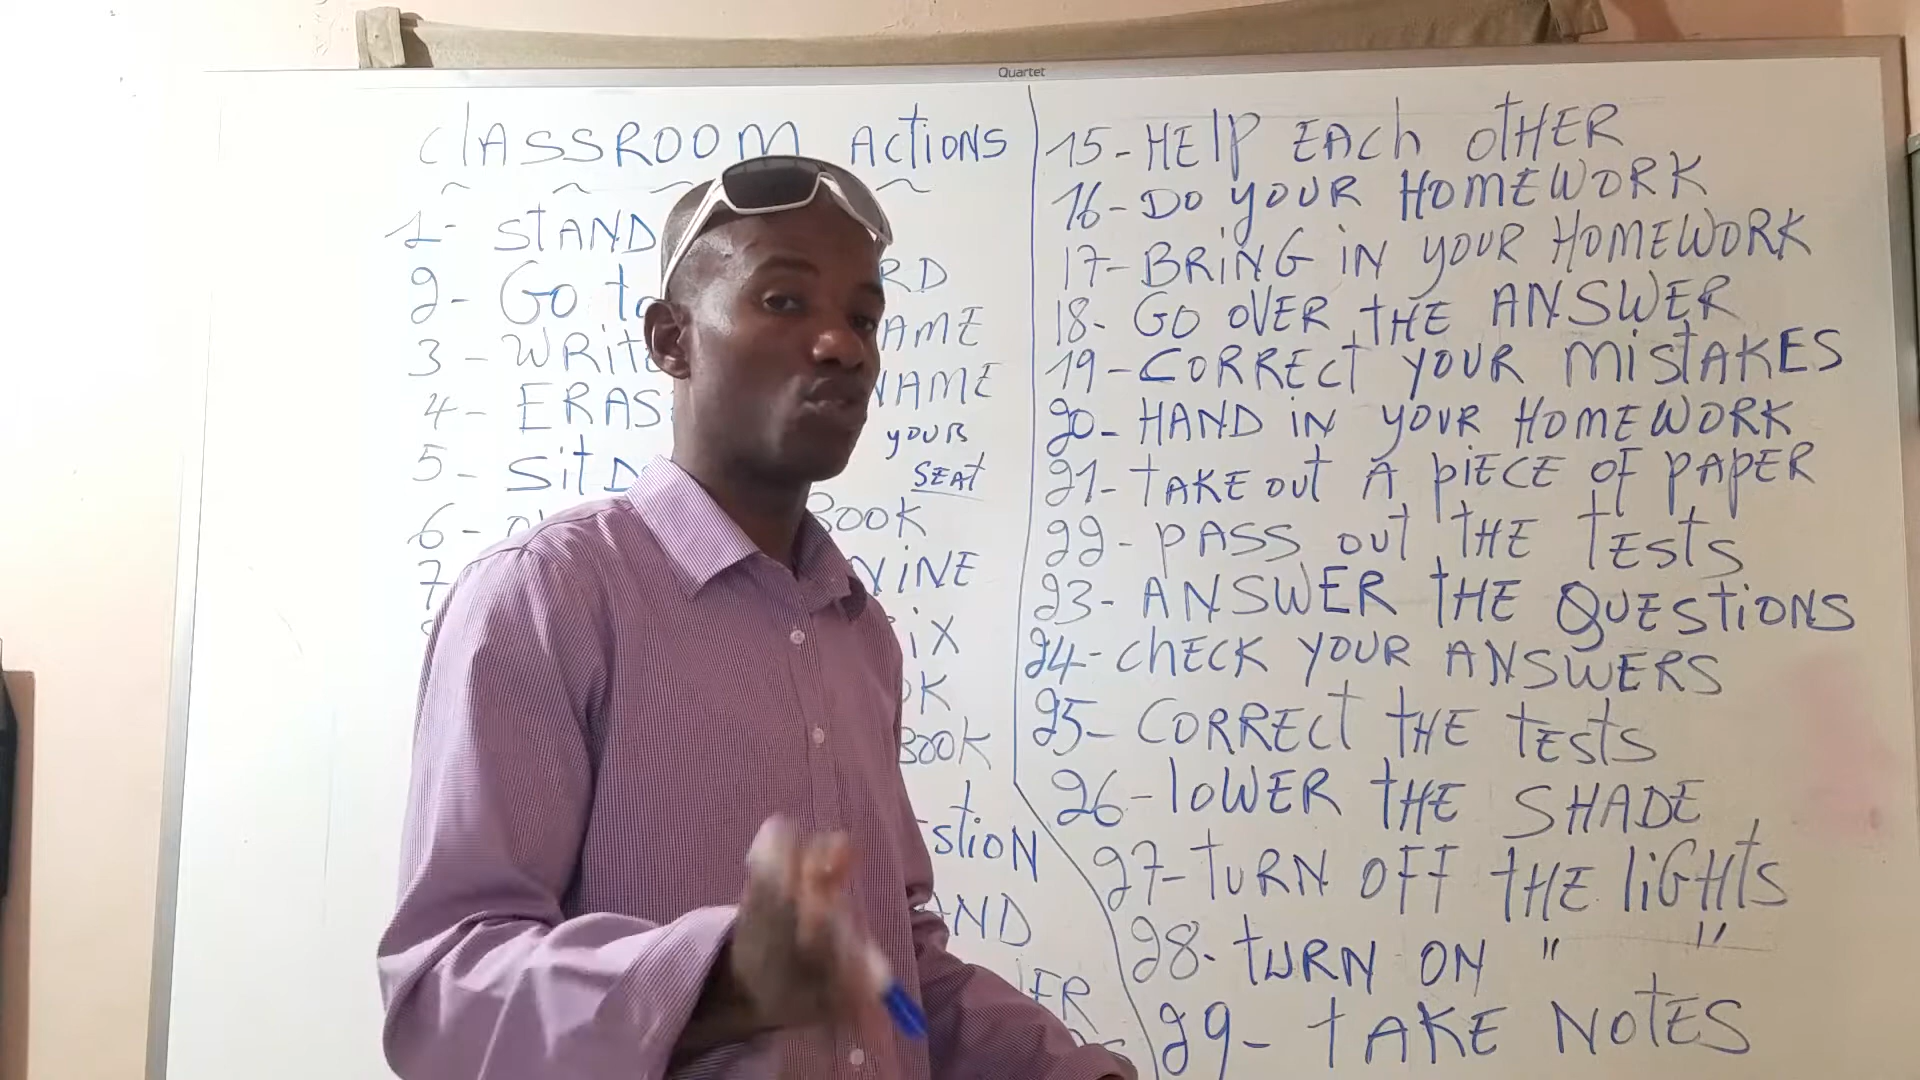 Quartet
CLASSROOM ACTIONS
1- STAND
2- GO to RD
3- WRITE AME
4- ERAS NAME
5- Sit D YOUR
SEAT
6- BOOK
7 NINE
iX
OK
BOOK
t
stiON
AND
ER
15- HELP EACH OTHER
16- DO YOUR HOMEWORK
17- BRING IN YOUR HOMEWORK
18- GO OVER THE ANSWER
19- CORRECT YOUR MISTAKES
20- HAND IN YOUR HOMEWORK
21- TAKE OUT A PIECE OF PAPER
22- PASS OUT THE TESTS
23- ANSWER THE QUESTIONS
24- CHECK YOUR ANSWERS
25- CORRECT THE TESTS
26- LOWER THE SHADE
27- TURN OFF THE LIGHTS
28- TURN ON " "
29- TAKE NOTES